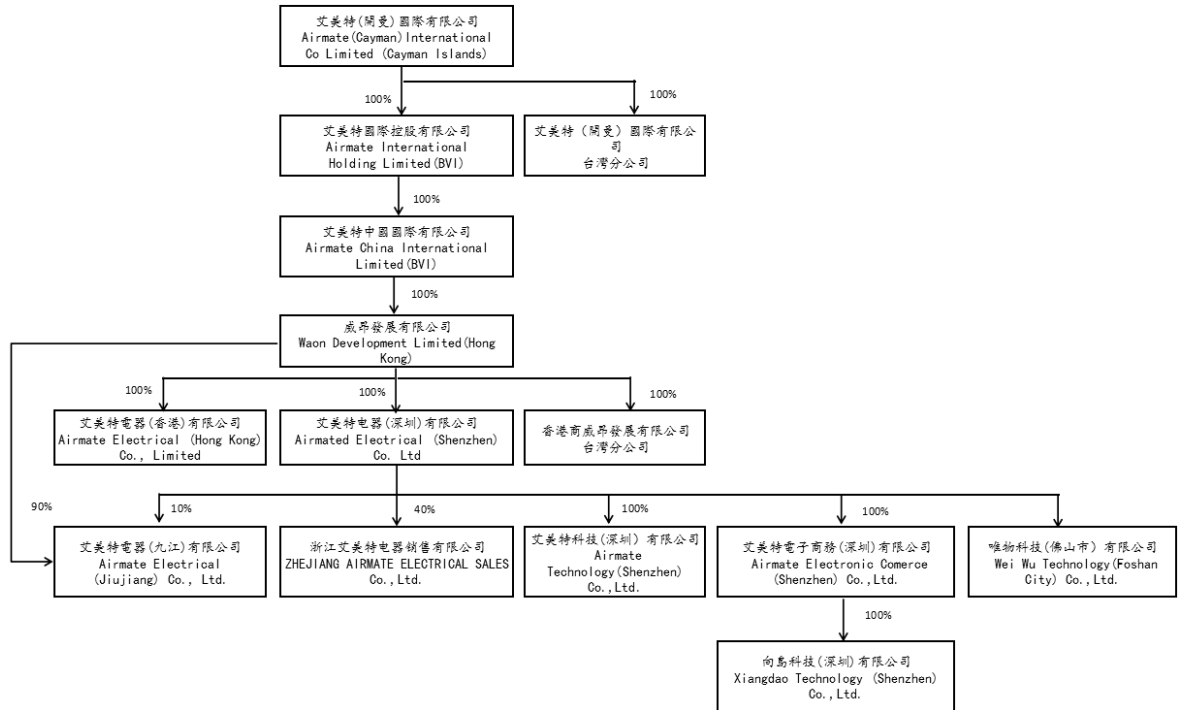 艾美特(開曼)國際有限公司
Airmate(Cayman)International
Co Limited (Cayman Islands)
100%
100%
艾美特國際控股有限公司
Airmate International
Holding Limited(BVI)
艾美特（開曼）國際有限公
司
台灣分公司
100%
艾美特中國國際有限公司
Airmate China International
Limited(BVI)
100%
威昂發展有限公司
Waon Development Limited(Hong
Kong)
100%
100%
100%
艾美特電器(香港)有限公司
Airmate Electrical (Hong Kong)
Co., Limited
艾美特电器(深圳)有限公司
Airmated Electrical (Shenzhen)
Co. Ltd
香港商威昂發展有限公司
台灣分公司
90%
10%
40%
100%
100%
艾美特電器(九江)有限公司
Airmate Electrical
(Jiujiang) Co., Ltd.
浙江艾美特电器销售有限公司
ZHEJIANG AIRMATE ELECTRICAL SALES
Co.,Ltd.
艾美特科技(深圳）有限公司
Airmate
Technology(Shenzhen)
Co.,Ltd.
艾美特電子商務(深圳)有限公司
Airmate Electronic Comerce
(Shenzhen) Co.,Ltd.
唯物科技(佛山市）有限公司
Wei Wu Technology(Foshan
City) Co.,Ltd.
100%
向島科技(深圳)有限公司
Xiangdao Technology (Shenzhen)
Co.,Ltd.